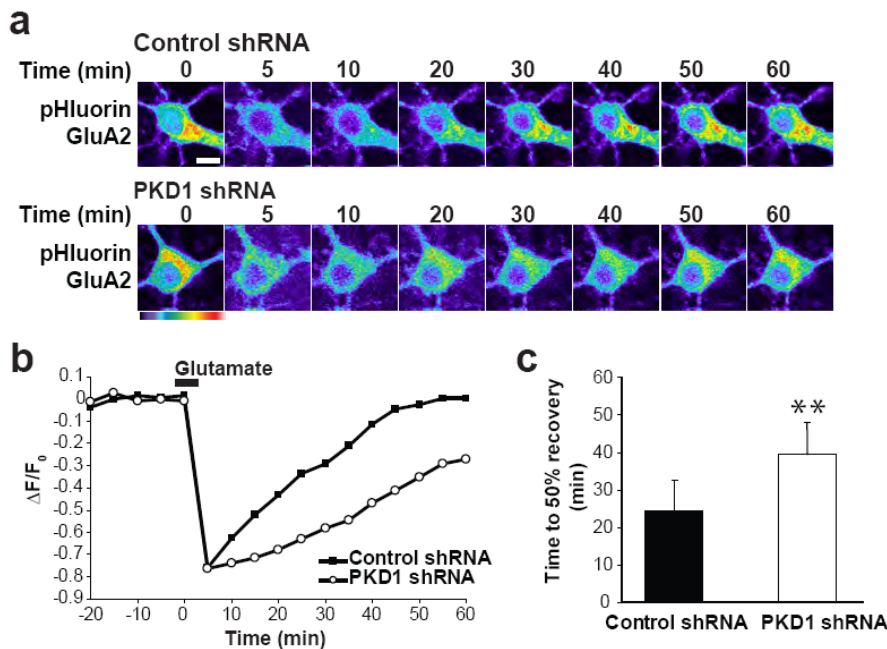 a
Control shRNA
Time (min) 0 5 10 20 30 40 50 60
pHluorin
GluA2
PKD1 shRNA
Time (min) 0 5 10 20 30 40 50 60
pHluorin
GluA2
b
Glutamate
0.1
0
-0.1
-0.2
-0.3
-0.4
-0.5
-0.6
-0.7
-0.8
-0.9
ΔF/F0
Control shRNA
PKD1 shRNA
-20 -10 0 10 20 30 40 50 60
Time (min)
c
60
50
40
30
20
10
0
Time to 50% recovery
(min)
**
Control shRNA PKD1 shRNA